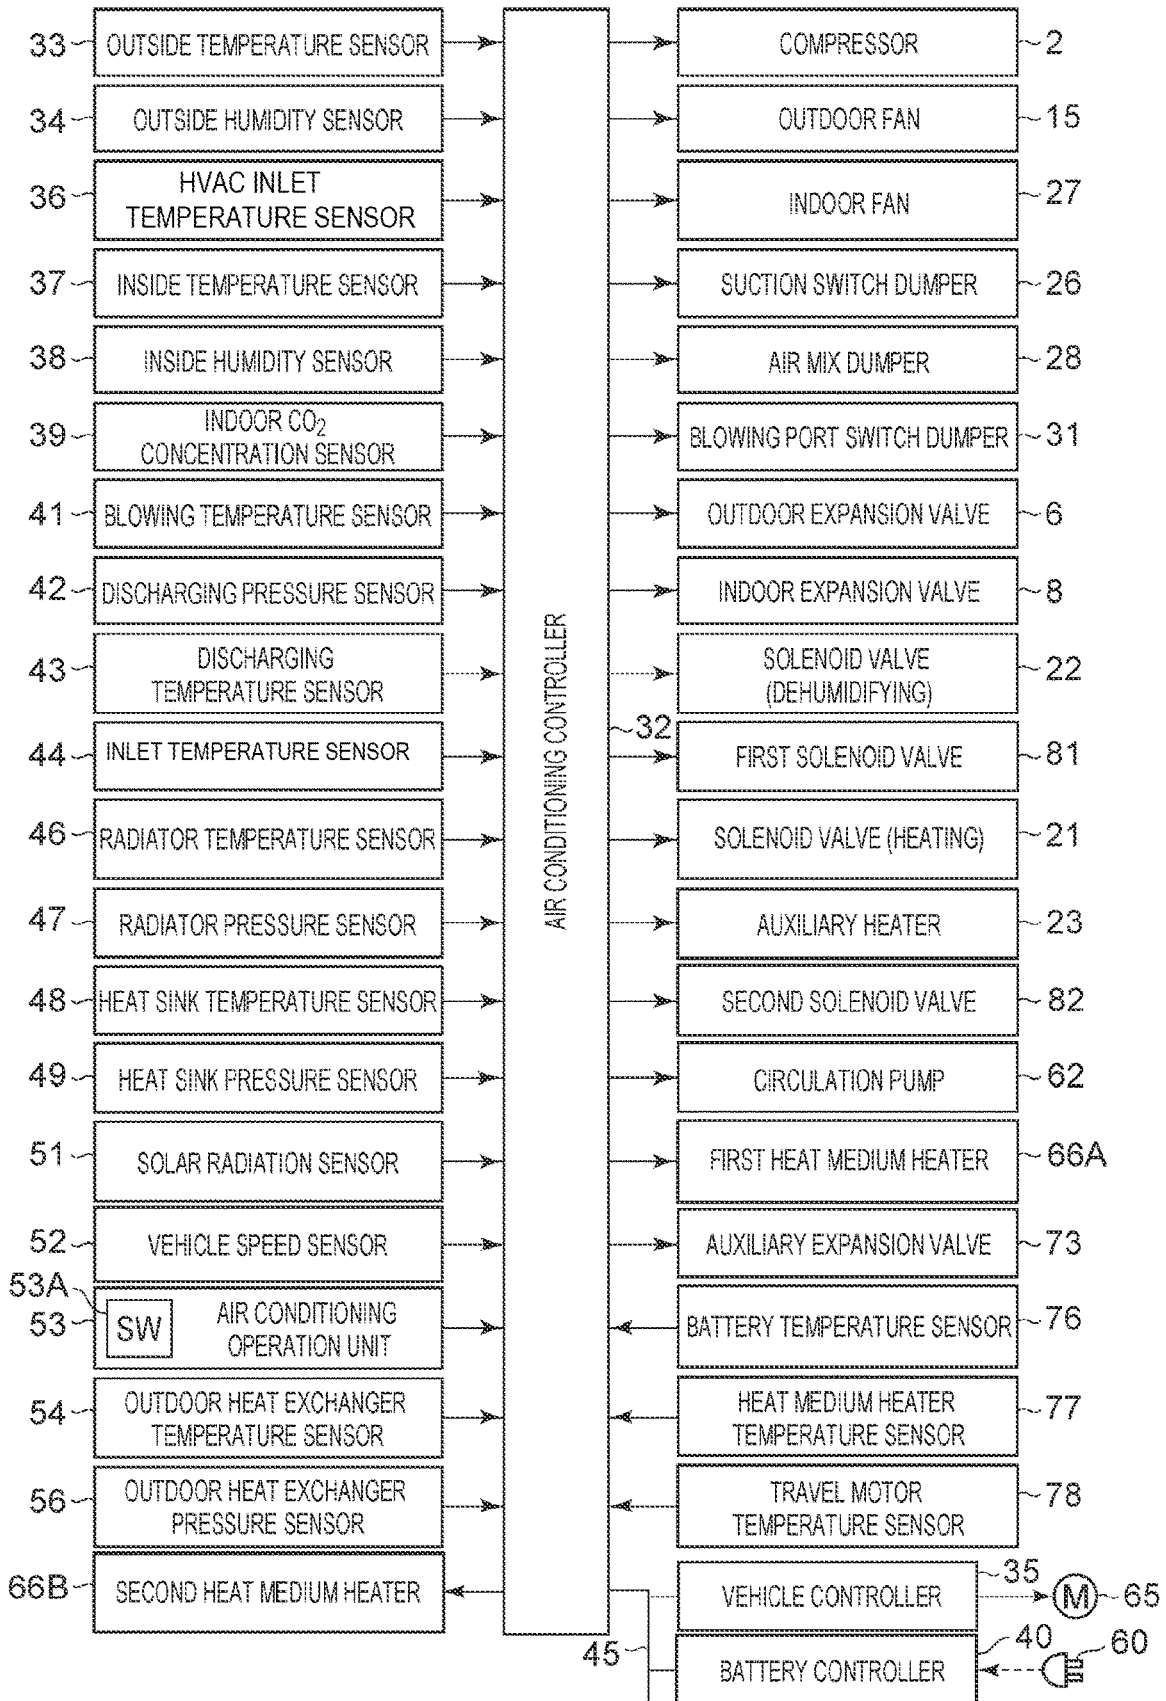 33
OUTSIDE TEMPERATURE SENSOR
34
OUTSIDE HUMIDITY SENSOR
36
HVAC INLET
TEMPERATURE SENSOR
37
INSIDE TEMPERATURE SENSOR
38
INSIDE HUMIDITY SENSOR
39
INDOOR CO₂
CONCENTRATION SENSOR
41
BLOWING TEMPERATURE SENSOR
42
DISCHARGING PRESSURE SENSOR
43
DISCHARGING
TEMPERATURE SENSOR
44
INLET TEMPERATURE SENSOR
46
RADIATOR TEMPERATURE SENSOR
47
RADIATOR PRESSURE SENSOR
48
HEAT SINK TEMPERATURE SENSOR
49
HEAT SINK PRESSURE SENSOR
51
SOLAR RADIATION SENSOR
52
VEHICLE SPEED SENSOR
53A
53
SW
AIR CONDITIONING
OPERATION UNIT
54
OUTDOOR HEAT EXCHANGER
TEMPERATURE SENSOR
56
OUTDOOR HEAT EXCHANGER
PRESSURE SENSOR
66B
SECOND HEAT MEDIUM HEATER
AIR CONDITIONING CONTROLLER
32
COMPRESSOR
2
OUTDOOR FAN
15
INDOOR FAN
27
SUCTION SWITCH DUMPER
26
AIR MIX DUMPER
28
BLOWING PORT SWITCH DUMPER
31
OUTDOOR EXPANSION VALVE
6
INDOOR EXPANSION VALVE
8
SOLENOID VALVE
(DEHUMIDIFYING)
22
FIRST SOLENOID VALVE
81
SOLENOID VALVE (HEATING)
21
AUXILIARY HEATER
23
SECOND SOLENOID VALVE
82
CIRCULATION PUMP
62
FIRST HEAT MEDIUM HEATER
66A
AUXILIARY EXPANSION VALVE
73
BATTERY TEMPERATURE SENSOR
76
HEAT MEDIUM HEATER
TEMPERATURE SENSOR
77
TRAVEL MOTOR
TEMPERATURE SENSOR
78
VEHICLE CONTROLLER
35
M
65
45
BATTERY CONTROLLER
40
60